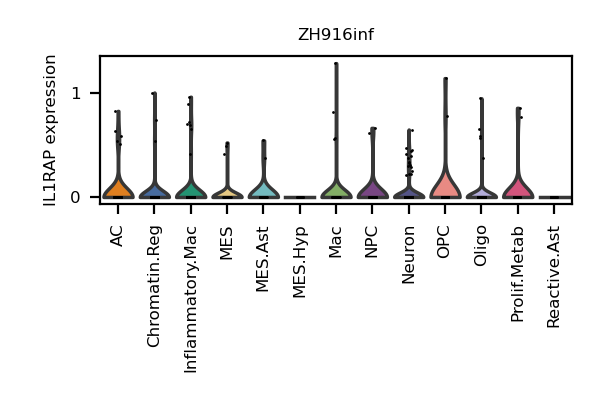 ZH916inf
IL1RAP expression
1
0
AC
Chromatin.Reg
Inflammatory.Mac
MES
MES.Ast
MES.Hyp
Mac
NPC
Neuron
OPC
Oligo
Prolif.Metab
Reactive.Ast